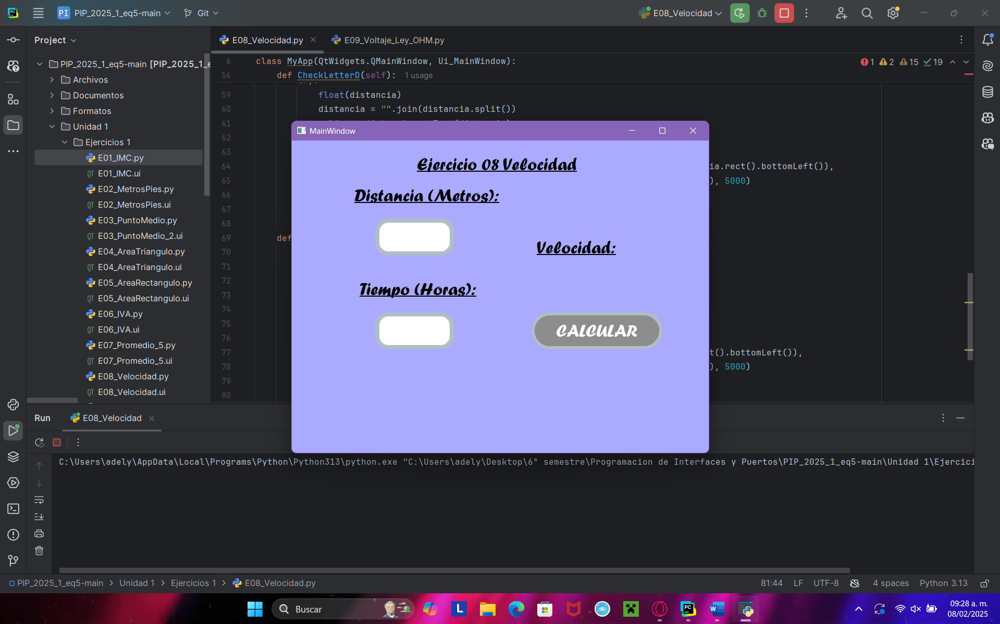 PI PIP_2025_1_eq5-main Git E08_Velocidad
Project
E08_Velocidad.py E09_Voltaje_Ley_OHM.py
PIP_2025_1_eq5-main [PIP_2025_1_e
Archivos
Documentos
Formatos
Unidad 1
Ejercicios 1
E01_IMC.py
E01_IMC.ui
E02_MetrosPies.py
E02_MetrosPies.ui
E03_PuntoMedio.py
E03_PuntoMedio_2.ui
E04_AreaTriangulo.py
E04_AreaTriangulo.ui
E05_AreaRectangulo.py
E05_AreaRectangulo.ui
E06_IVA.py
E06_IVA.ui
E07_Promedio_5.py
E07_Promedio_5.ui
E08_Velocidad.py
E08_Velocidad.ui
6 class MyApp(QtWidgets.QMainWindow, Ui_MainWindow):
1 2 15 19
56 def CheckLetterD(self): 1 usage
59 float(distancia)
60 distancia = "".join(distancia.split())
61
62
63
64 ia.rect().bottomLeft()),
65 ), 5000)
66
67
68
69 def
70
71
72
73
74
75
76
77 t().bottomLeft()),
78 ), 5000)
79
80
MainWindow
Ejercicio 08 Velocidad
Distancia (Metros):
Velocidad:
Tiempo (Horas):
CALCULAR
Run E08_Velocidad
C:\Users\adely\AppData\Local\Programs\Python\Python313\python.exe "C:\Users\adely\Desktop\6° semestre\Programacion de Interfaces y Puertos\PIP_2025_1_eq5-main\Unidad 1\Ejercici
PIP_2025_1_eq5-main > Unidad 1 > Ejercicios 1 > E08_Velocidad.py
81:44 LF UTF-8 4 spaces Python 3.13
Buscar
09:28 a. m.
08/02/2025